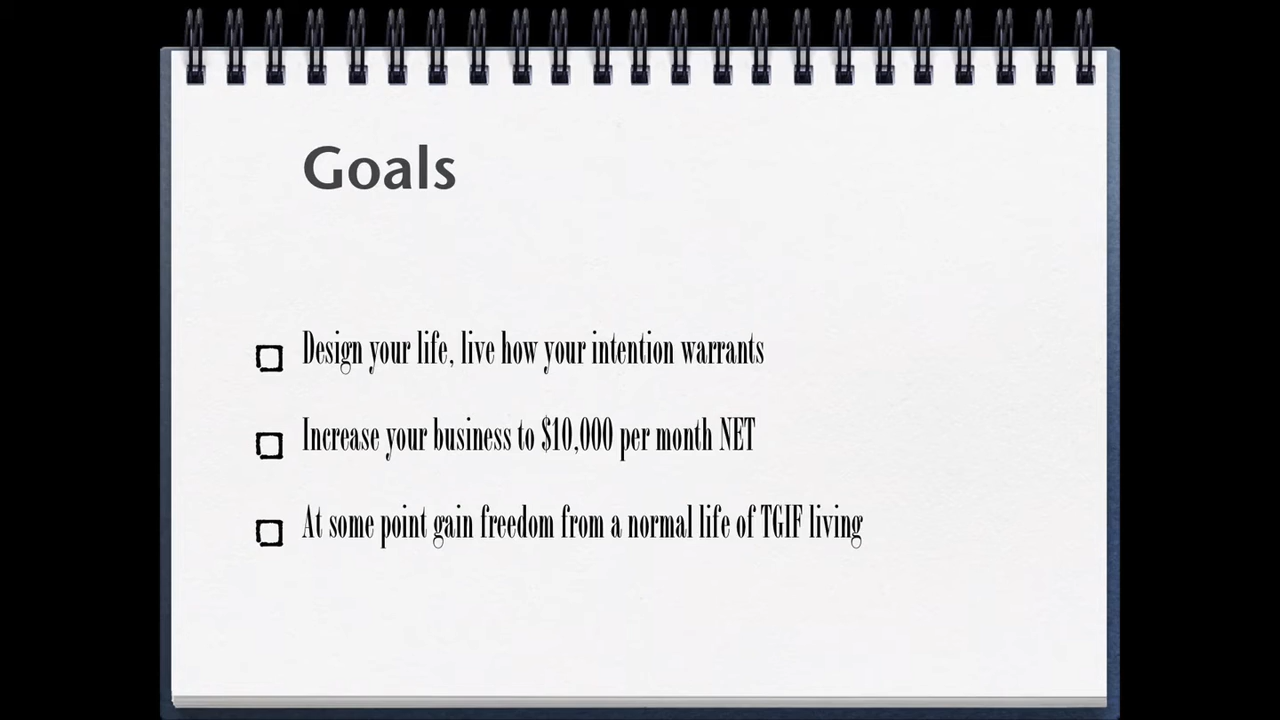 Goals
Design your life, live how your intention warrants
Increase your business to $10,000 per month NET
At some point gain freedom from a normal life of TGIF living